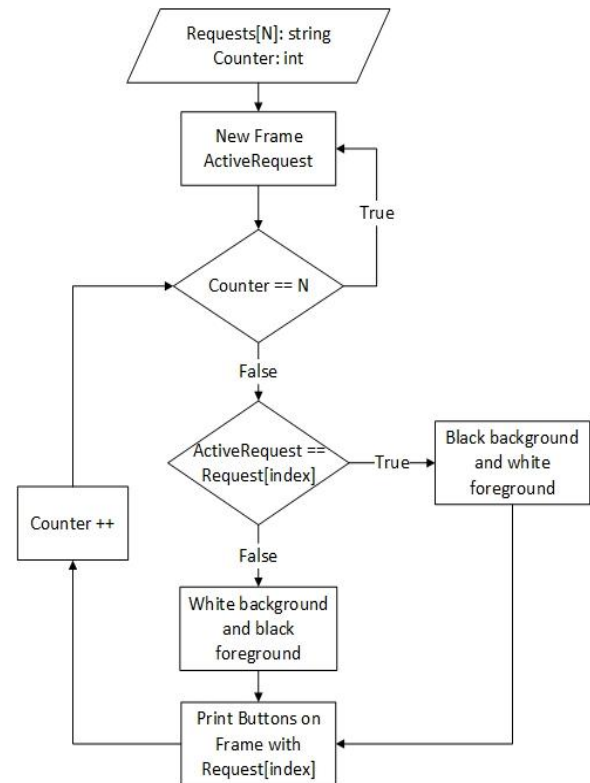 Requests[N]: string
Counter: int
New Frame
ActiveRequest
True
Counter == N
False
ActiveRequest ==
Request[index]
True
Black background
and white
foreground
Counter ++
False
White background
and black
foreground
Print Buttons on
Frame with
Request[index]